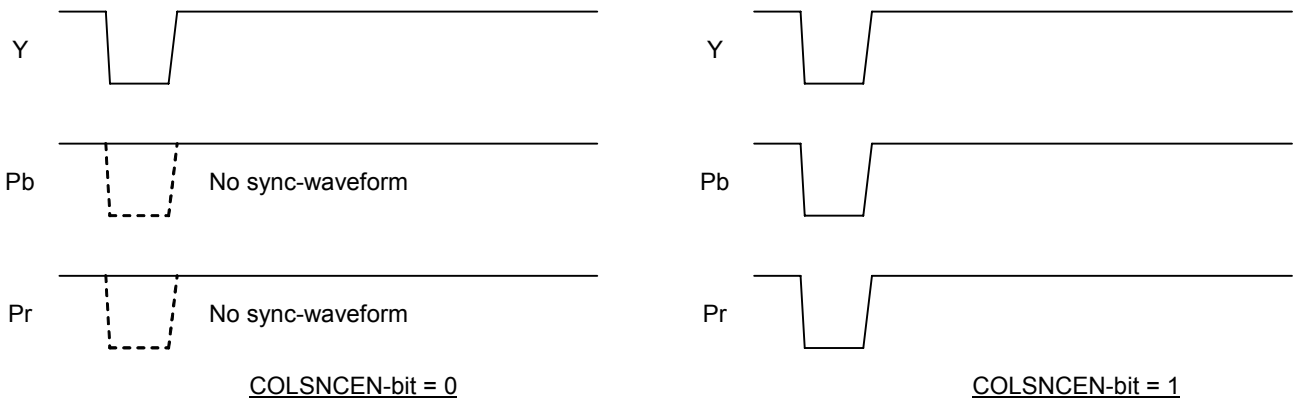 Y
Pb No sync-waveform
Pr No sync-waveform
COLSNCEN-bit = 0
Y
Pb
Pr
COLSNCEN-bit = 1